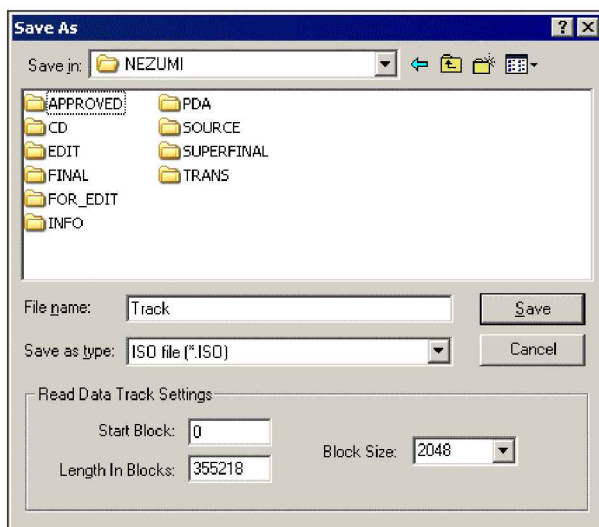 Save As
Save in: NEZUMI
APPROVED PDA
CD SOURCE
EDIT SUPERFINAL
FINAL TRANS
FOR_EDIT
INFO
File name: Track Save
Save as type: ISO file (*.ISO) Cancel
Read Data Track Settings
Start Block: 0
Block Size: 2048
Length In Blocks: 355218